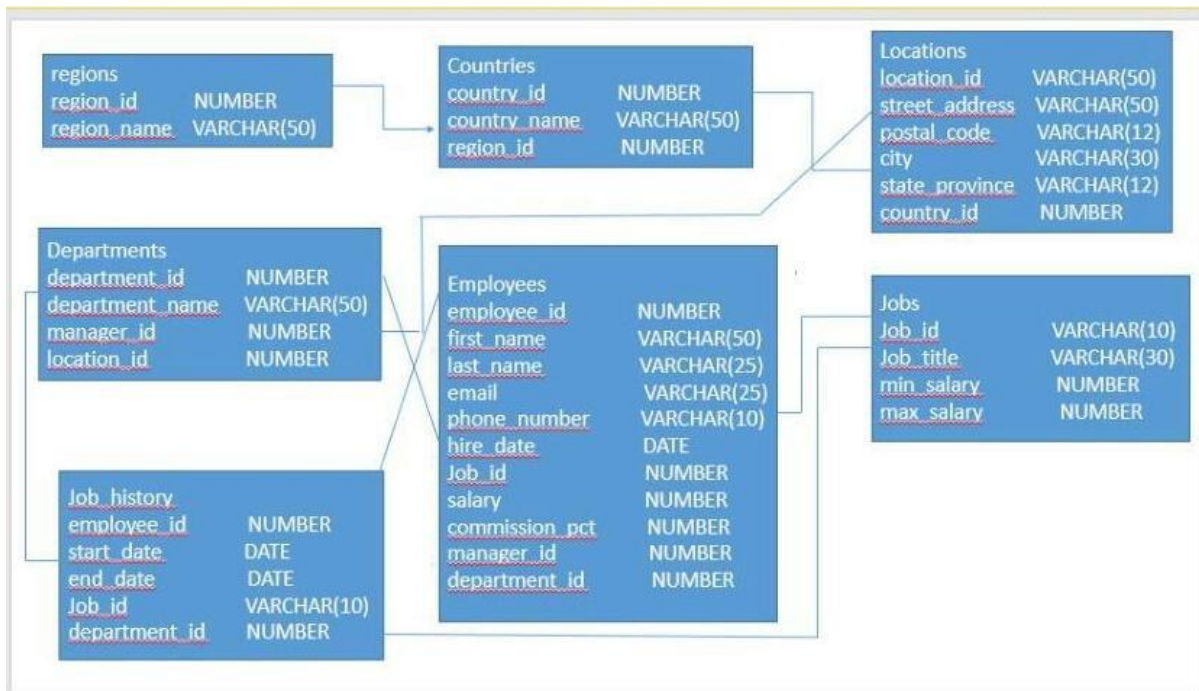 regions
region_id NUMBER
region_name VARCHAR(50)
Countries
country_id NUMBER
country_name VARCHAR(50)
region_id NUMBER
Locations
location_id VARCHAR(50)
street_address VARCHAR(50)
postal_code VARCHAR(12)
city VARCHAR(30)
state_province VARCHAR(12)
country_id NUMBER
Departments
department_id NUMBER
department_name VARCHAR(50)
manager_id NUMBER
location_id NUMBER
Employees
employee_id NUMBER
first_name VARCHAR(50)
last_name VARCHAR(25)
email VARCHAR(25)
phone_number VARCHAR(10)
hire_date DATE
Job_id NUMBER
salary NUMBER
commission_pct NUMBER
manager_id NUMBER
department_id NUMBER
Jobs
Job_id VARCHAR(10)
Job_title VARCHAR(30)
min_salary NUMBER
max_salary NUMBER
Job_history
employee_id NUMBER
start_date DATE
end_date DATE
Job_id VARCHAR(10)
department_id NUMBER